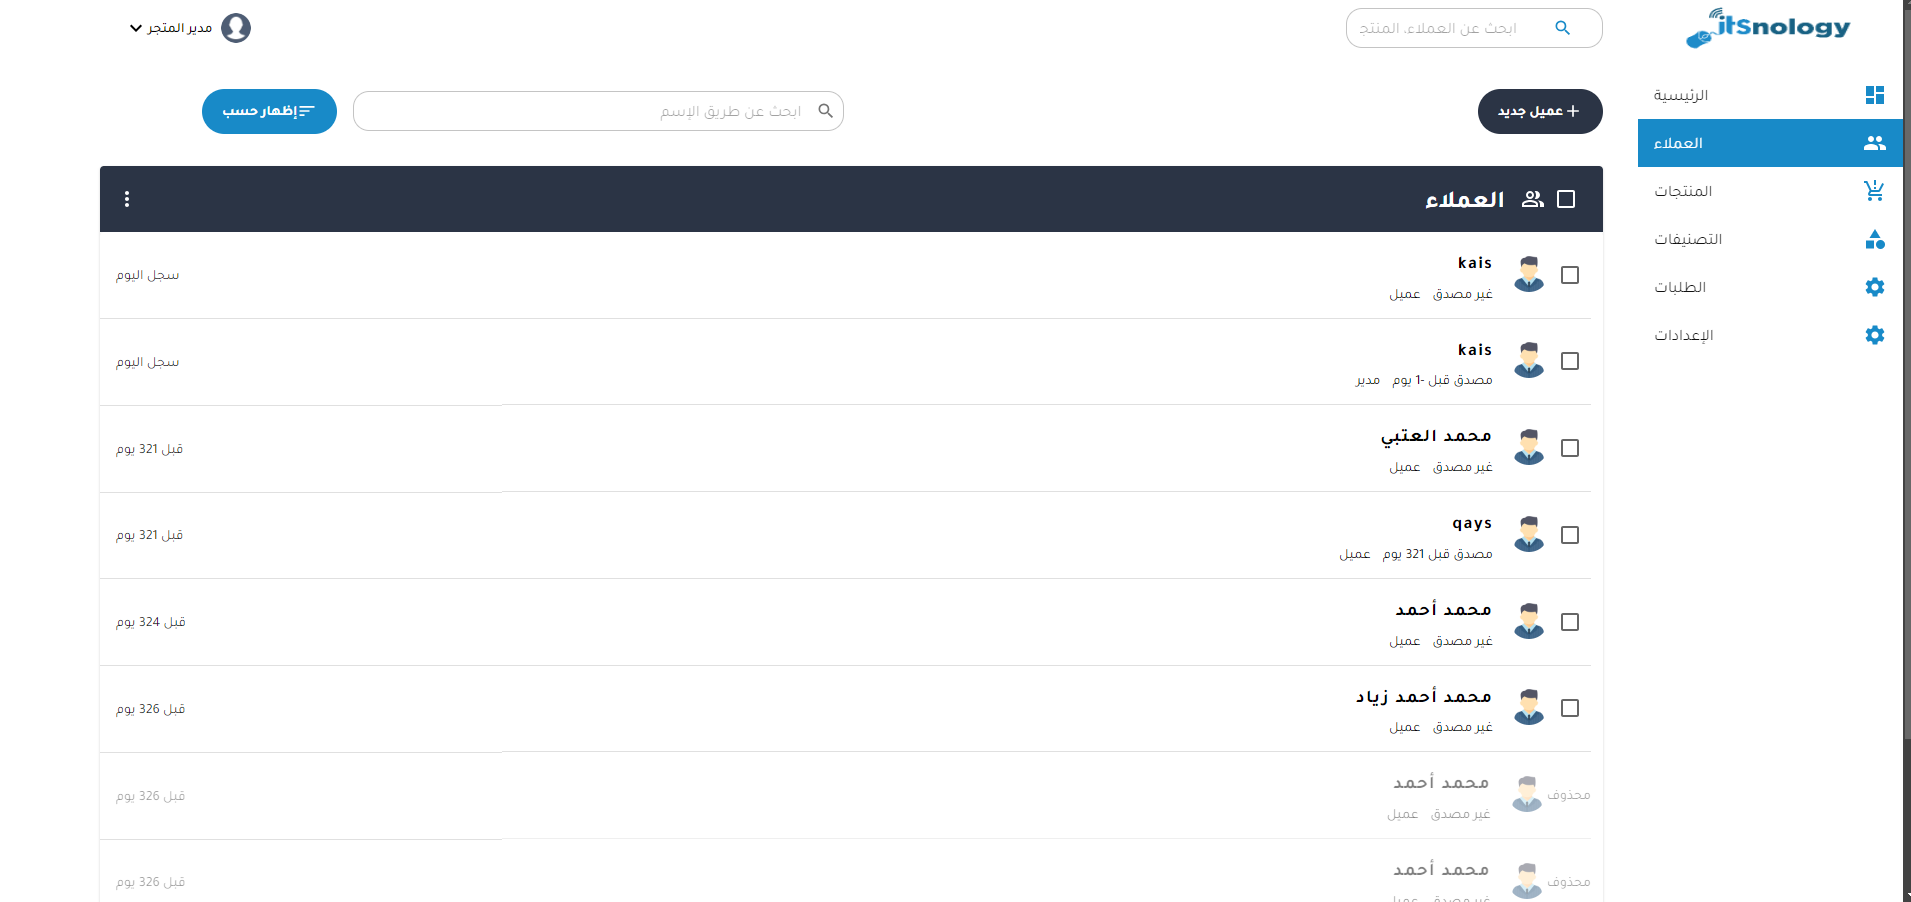 itSnology
ابحث عن العملاء، المنتج
مدير المتجر
الرئيسية
العملاء
المنتجات
التصنيفات
الطلبات
الإعدادات
عميل جديد
ابحث عن طريق الإسم
إظهار حسب
العملاء
kais
غير مصدق عميل
سجل اليوم
kais
مصدق قبل -1 يوم مدير
سجل اليوم
محمد العتبي
غير مصدق عميل
قبل 321 يوم
qays
مصدق قبل 321 يوم عميل
قبل 321 يوم
محمد أحمد
غير مصدق عميل
قبل 324 يوم
محمد أحمد زياد
غير مصدق عميل
قبل 326 يوم
محذوف
محمد أحمد
غير مصدق عميل
قبل 326 يوم
محذوف
محمد أحمد
غير مصدق عميل
قبل 326 يوم